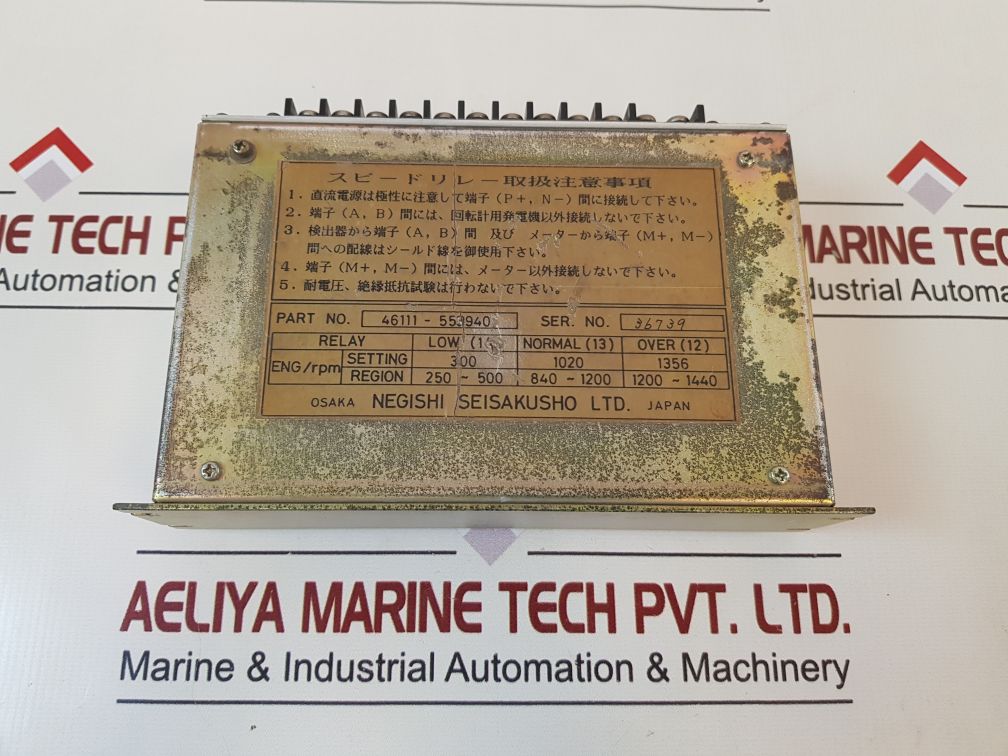 スピードリレー取扱注意事項
1. 直流電源は極性に注意して端子 (P+, N−) 間に接続して下さい。
2. 端子 (A, B) 間には、回転計用発電機以外接続しないで下さい。
3. 検出器から端子 (A, B) 間 及び メーターから端子 (M+, M−)
間への配線はシールド線を御使用下さい。
4. 端子 (M+, M−) 間には、メーター以外接続しないで下さい。
5. 耐電圧、絶縁抵抗試験は行わないで下さい。
PART NO. 46111-553940 SER. NO. 36739
RELAY LOW NORMAL (13) OVER (12)
ENG/rpm SETTING 300 1020 1356
REGION 250 ~ 500 840 ~ 1200 1200 ~ 1440
OSAKA NEGISHI SEISAKUSHO LTD. JAPAN
NE TECH
MARINE TECH
Automation &
dustrial Automa
AELIYA MARINE TECH PVT. LTD.
Marine & Industrial Automation & Machinery